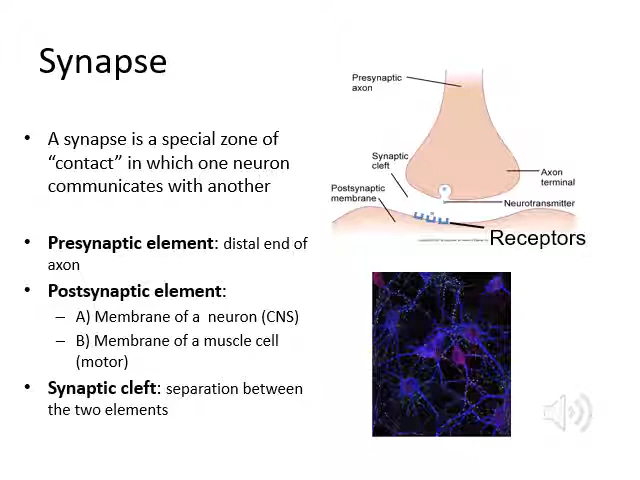 Synapse
• A synapse is a special zone of
“contact” in which one neuron
communicates with another
• Presynaptic element: distal end of
axon
• Postsynaptic element:
– A) Membrane of a neuron (CNS)
– B) Membrane of a muscle cell
(motor)
• Synaptic cleft: separation between
the two elements
Presynaptic
axon
Synaptic
cleft
Postsynaptic
membrane
Axon
terminal
Neurotransmitter
Receptors